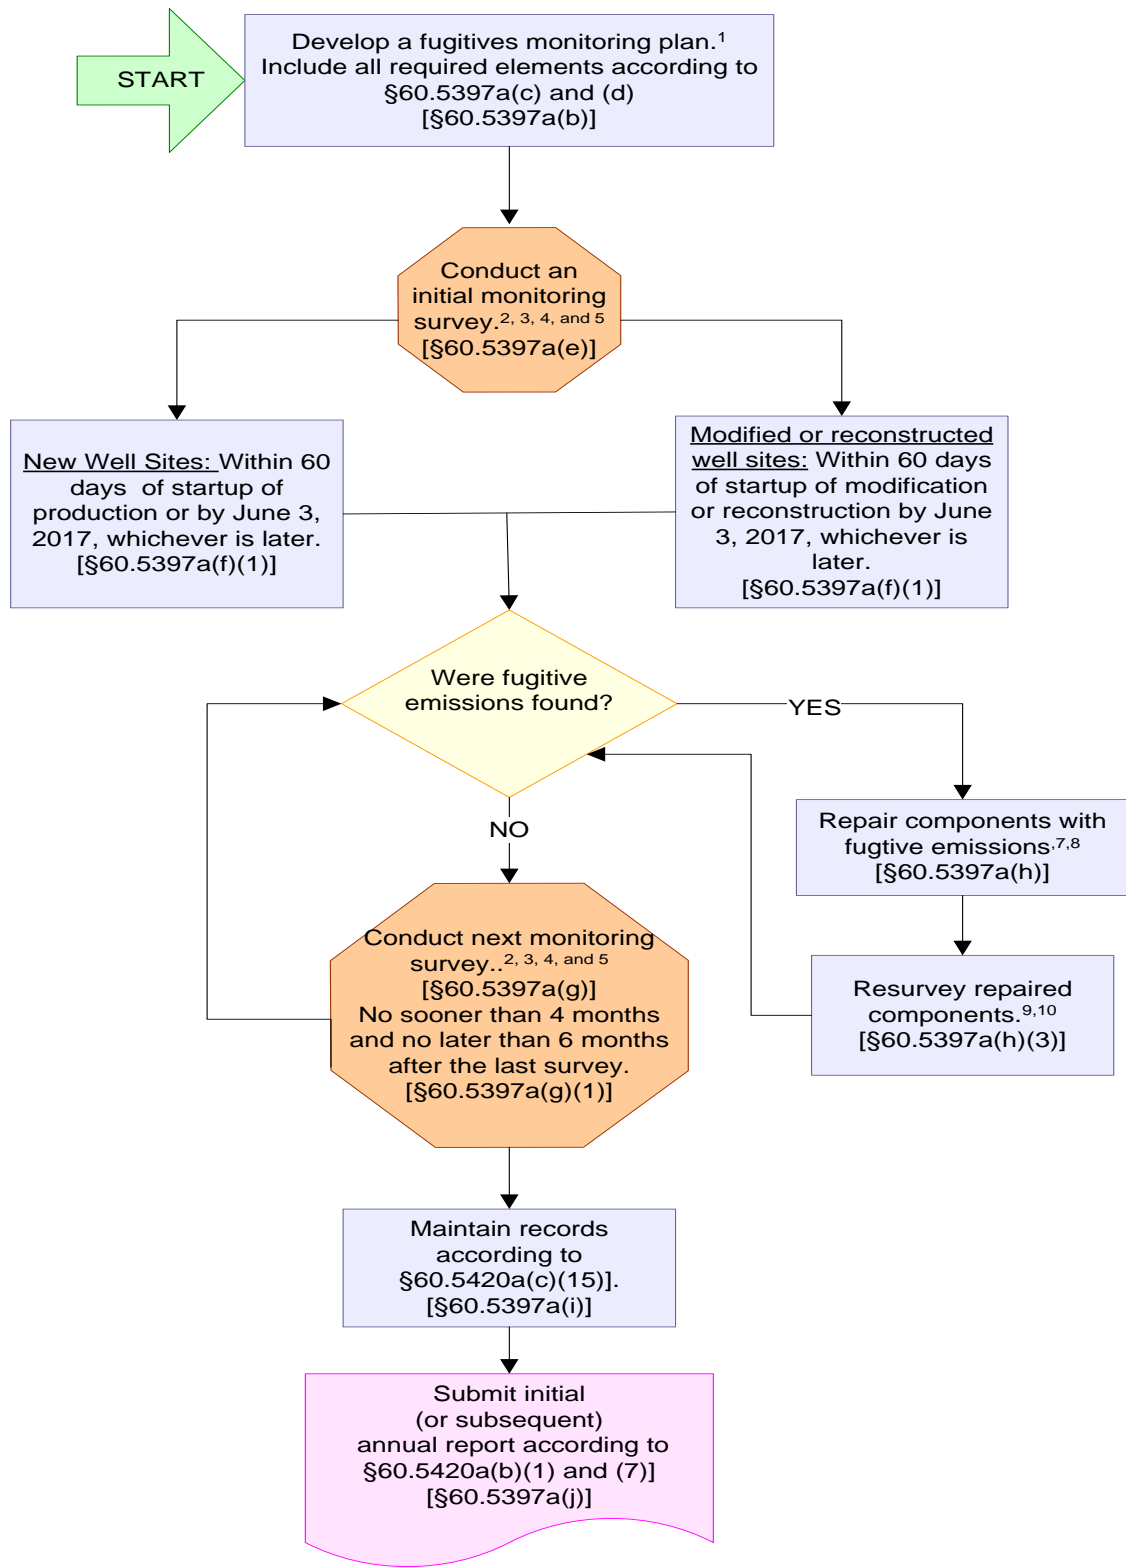 START
Develop a fugitives monitoring plan.¹
Include all required elements according to
§60.5397a(c) and (d)
[§60.5397a(b)]
Conduct an
initial monitoring
survey.²˒ ³˒ ⁴˒ ᵃⁿᵈ ⁵
[§60.5397a(e)]
New Well Sites: Within 60
days of startup of
production or by June 3,
2017, whichever is later.
[§60.5397a(f)(1)]
Modified or reconstructed
well sites: Within 60 days
of startup of modification
or reconstruction by June
3, 2017, whichever is
later.
[§60.5397a(f)(1)]
Were fugitive
emissions found?
YES
NO
Repair components with
fugtive emissions.,⁷,⁸
[§60.5397a(h)]
Resurvey repaired
components.⁹,¹⁰
[§60.5397a(h)(3)]
Conduct next monitoring
survey..²˒ ³˒ ⁴˒ ᵃⁿᵈ ⁵
[§60.5397a(g)]
No sooner than 4 months
and no later than 6 months
after the last survey.
[§60.5397a(g)(1)]
Maintain records
according to
§60.5420a(c)(15)].
[§60.5397a(i)]
Submit initial
(or subsequent)
annual report according to
§60.5420a(b)(1) and (7)]
[§60.5397a(j)]